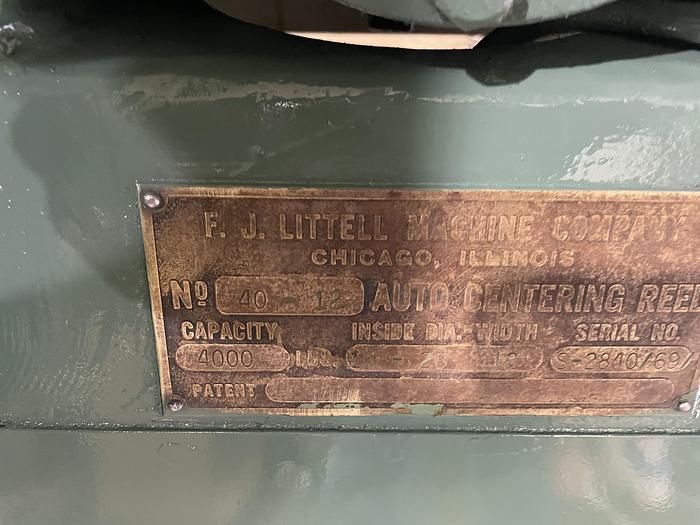 F. J. LITTELL MACHINE COMPANY
CHICAGO, ILLINOIS
No 40 - 12 AUTO CENTERING REEL
CAPACITY INSIDE DIA. WIDTH SERIAL NO.
4000 LBS. - 20 12 S-3840/69
PATENT